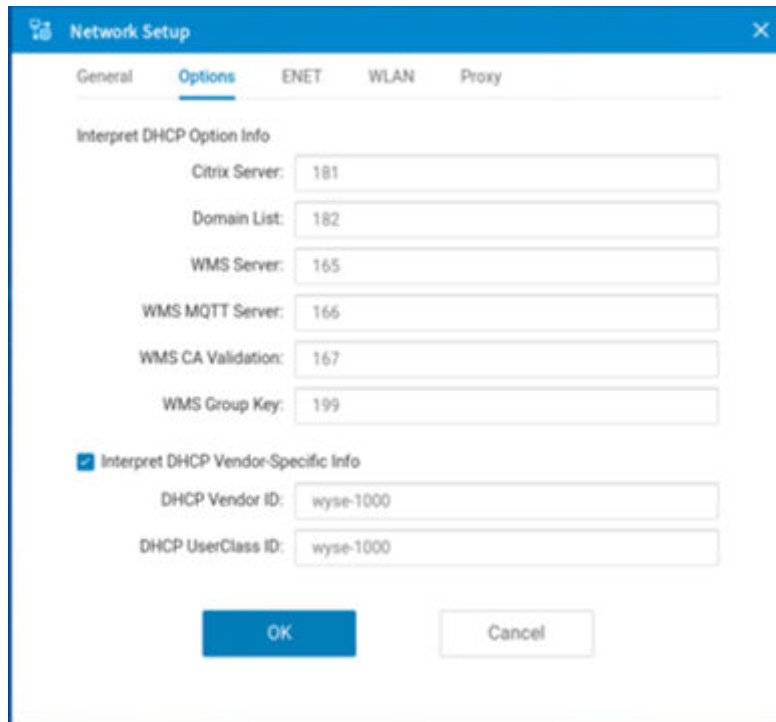 Network Setup
General Options ENET WLAN Proxy
Interpret DHCP Option Info
Citrix Server: 181
Domain List: 182
WMS Server: 165
WMS MQTT Server: 166
WMS CA Validation: 167
WMS Group Key: 199
Interpret DHCP Vendor-Specific Info
DHCP Vendor ID: wyse-1000
DHCP UserClass ID: wyse-1000
OK Cancel